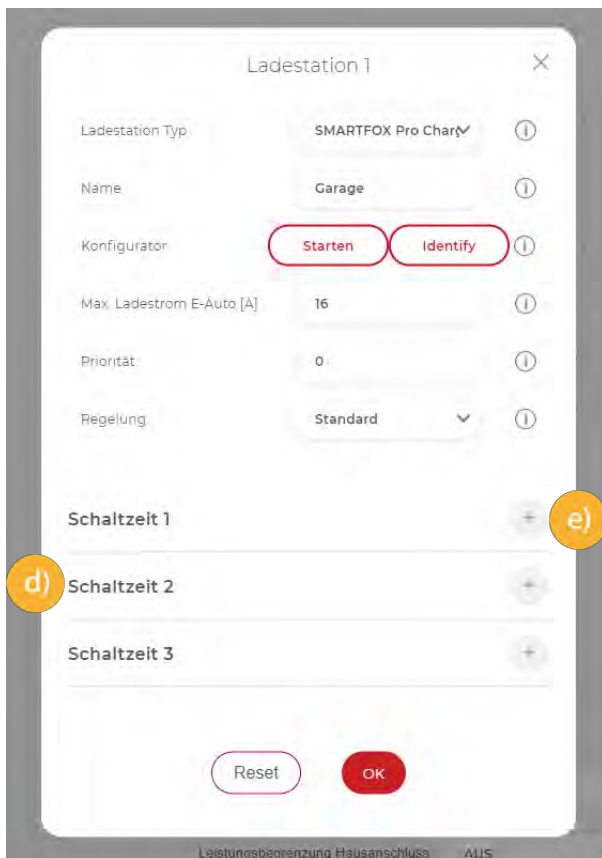 Ladestation 1
Ladestation Typ SMARTFOX Pro Charg
Name Garage
Konfigurator Starten Identify
Max. Ladestrom E-Auto [A] 16
Priorität 0
Regelung Standard
Schaltzeit 1 + e)
d) Schaltzeit 2 +
Schaltzeit 3 +
Reset OK
Leistungsbegrenzung Hausanschluss AUS